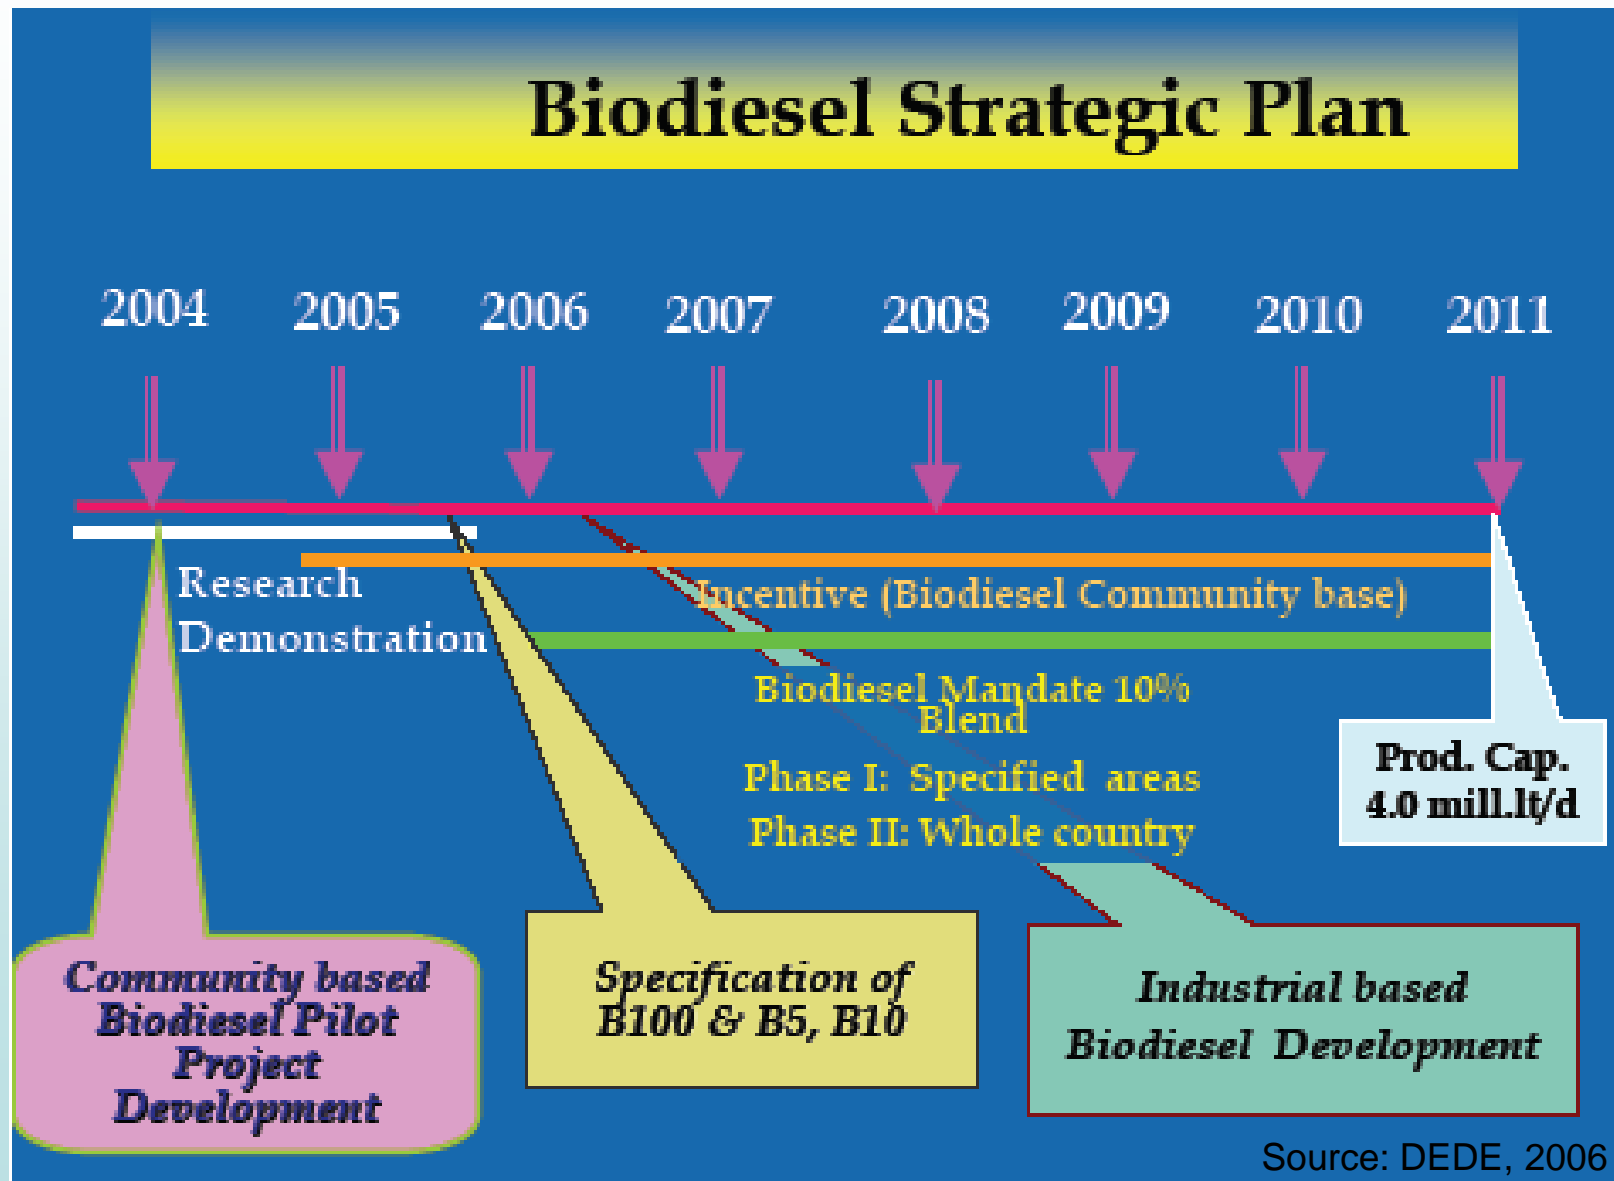 Biodiesel Strategic Plan
2004 2005 2006 2007 2008 2009 2010 2011
Research
Demonstration
Incentive (Biodiesel Community base)
Biodiesel Mandate 10%
Blend
Phase I: Specified areas
Phase II: Whole country
Prod. Cap.
4.0 mill.lt/d
Community based
Biodiesel Pilot
Project
Development
Specification of
B100 & B5, B10
Industrial based
Biodiesel Development
Source: DEDE, 2006